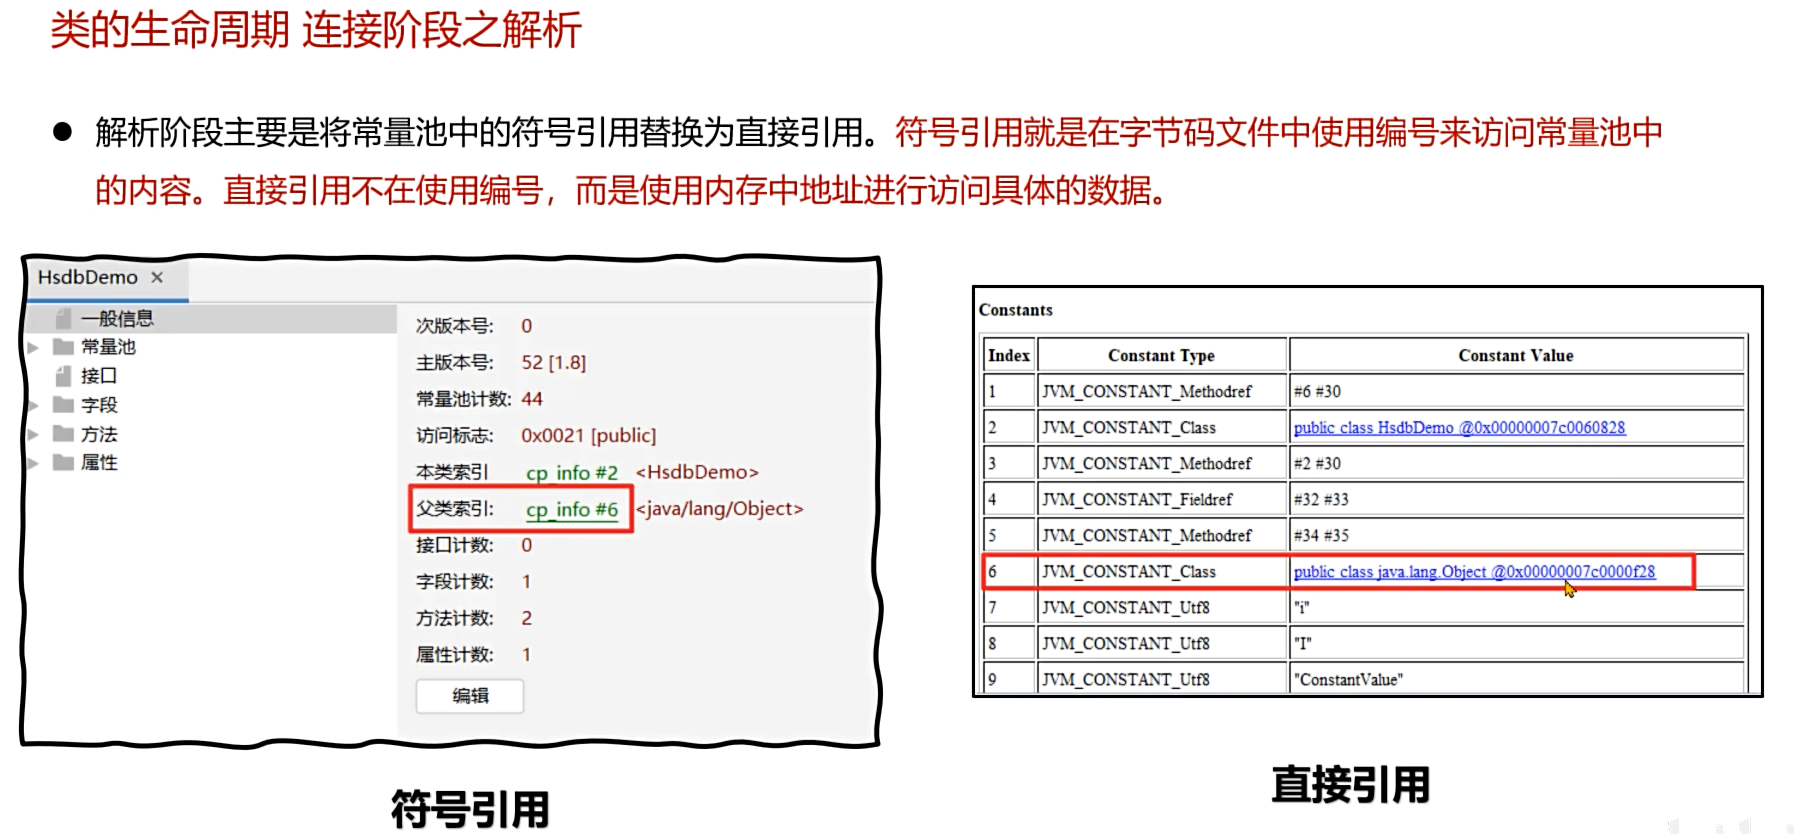 类的生命周期 连接阶段之解析
● 解析阶段主要是将常量池中的符号引用替换为直接引用。符号引用就是在字节码文件中使用编号来访问常量池中
的内容。直接引用不在使用编号，而是使用内存中地址进行访问具体的数据。
HsdbDemo ×
一般信息
常量池
接口
字段
方法
属性
次版本号: 0
主版本号: 52 [1.8]
常量池计数: 44
访问标志: 0x0021 [public]
本类索引 cp_info #2 <HsdbDemo>
父类索引: cp_info #6 <java/lang/Object>
接口计数: 0
字段计数: 1
方法计数: 2
属性计数: 1
编辑
符号引用
Constants
Index Constant Type Constant Value
1 JVM_CONSTANT_Methodref #6 #30
2 JVM_CONSTANT_Class public class HsdbDemo @0x00000007c0060828
3 JVM_CONSTANT_Methodref #2 #30
4 JVM_CONSTANT_Fieldref #32 #33
5 JVM_CONSTANT_Methodref #34 #35
6 JVM_CONSTANT_Class public class java.lang.Object @0x00000007c0000f28
7 JVM_CONSTANT_Utf8 "i"
8 JVM_CONSTANT_Utf8 "I"
9 JVM_CONSTANT_Utf8 "ConstantValue"
直接引用